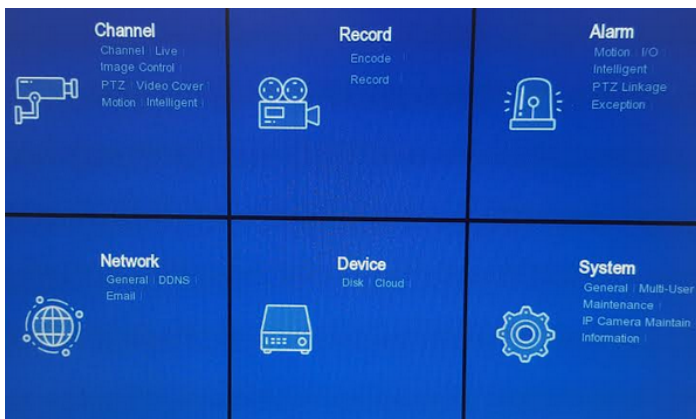 Channel
Channel | Live |
Image Control |
PTZ | Video Cover |
Motion | Intelligent |
Record
Encode |
Record |
Alarm
Motion | I/O
Intelligent |
PTZ Linkage
Exception |
Network
General | DDNS |
Email |
Device
Disk | Cloud |
System
General | Multi-User
Maintenance |
IP Camera Maintain
Information |